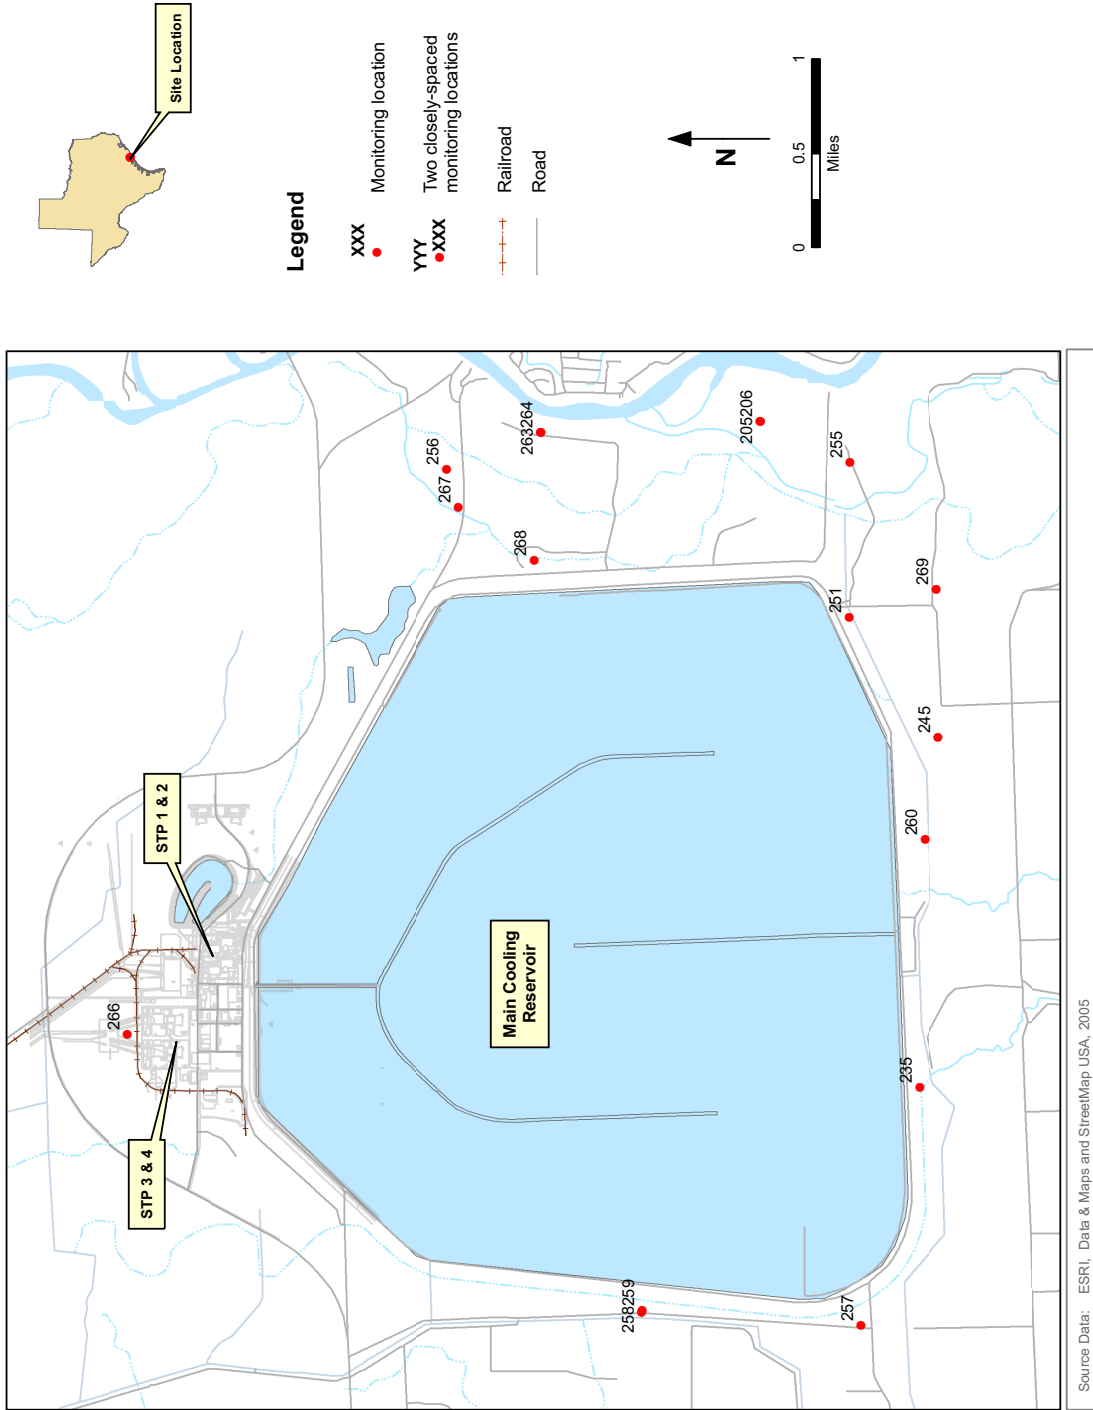 Site Location
Legend
XXX
Monitoring location
YYY
XXX
Two closely-spaced
monitoring locations
Railroad
Road
N
0 0.5 1
Miles
STP 1 & 2
STP 3 & 4
266
Main Cooling
Reservoir
256
267
263264
268
205206
255
251
269
245
260
235
258259
257
Source Data: ESRI, Data & Maps and StreetMap USA, 2005